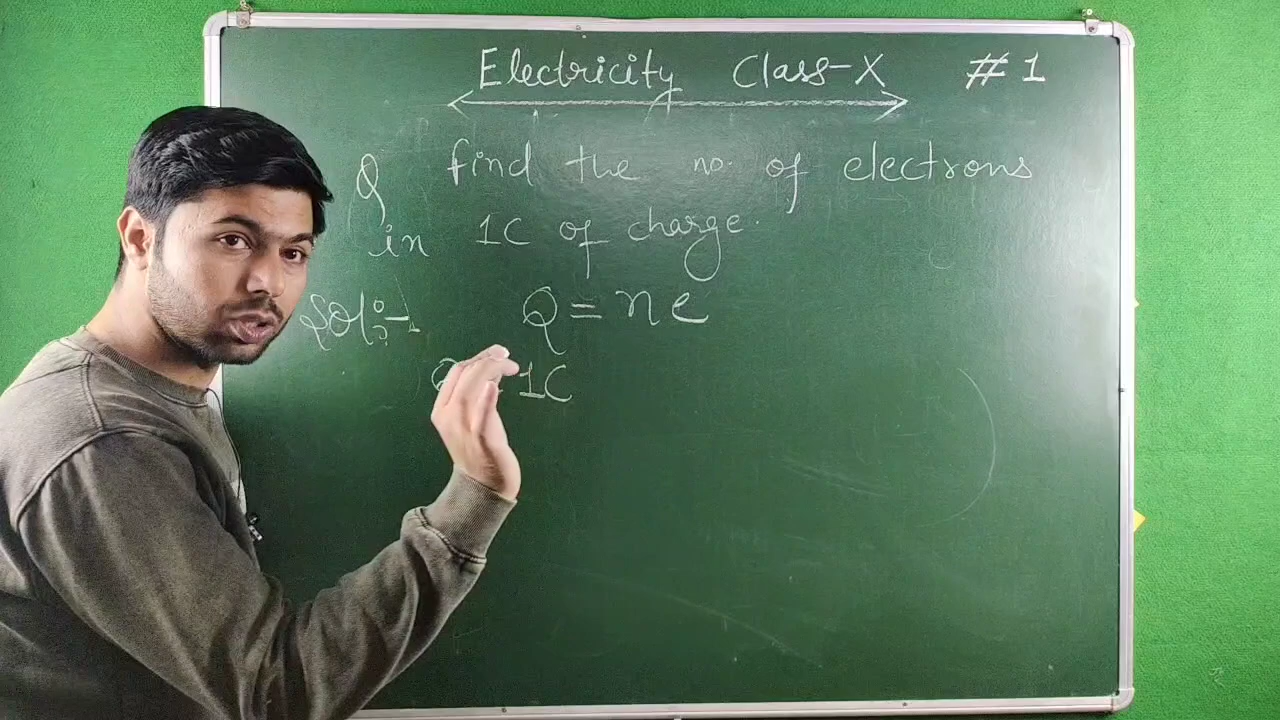 Electricity Class-X #1
Q find the no. of electrons
in 1C of charge.
Sol:- Q = ne
Q = 1C